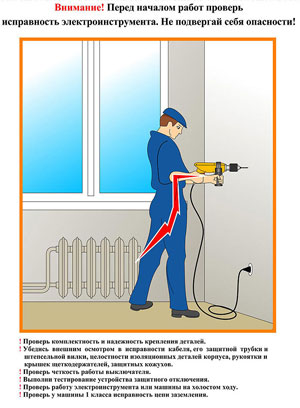 Внимание! Перед началом работ проверь
исправность электроинструмента. Не подвергай себя опасности!
! Проверь комплектность и надежность крепления деталей.
! Убедись внешним осмотром в исправности кабеля, его защитной трубки и
штепсельной вилки, целостности изоляционных деталей корпуса, рукоятки и
крышек щеткодержателей, защитных кожухов.
! Проверь четкость работы выключателя.
! Выполни тестирование устройства защитного отключения.
! Проверь работу электроинструмента или машины на холостом ходу.
! Проверь у машины 1 класса исправность цепи заземления.